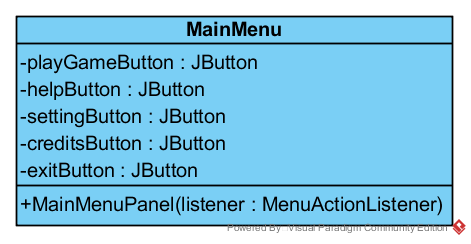 MainMenu
-playGameButton : JButton
-helpButton : JButton
-settingButton : JButton
-creditsButton : JButton
-exitButton : JButton
+MainMenuPanel(listener : MenuActionListener)
Powered By Visual Paradigm Community Edition